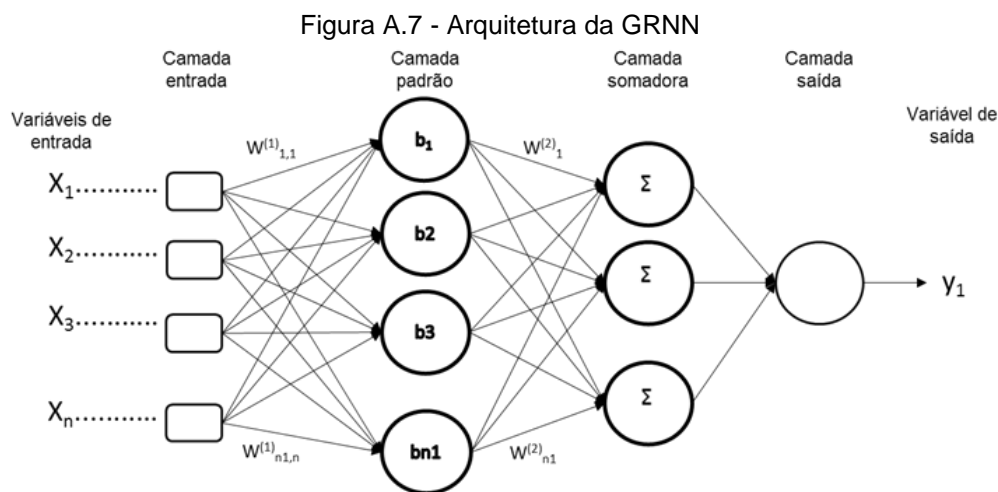 Figura A.7 - Arquitetura da GRNN
Camada
entrada
Camada
padrão
Camada
somadora
Camada
saída
Variáveis de
entrada
Variável de
saída
W(1)1,1
W(2)1
X1...........
X2...........
X3...........
Xn...........
b1
b2
b3
bn1
Σ
Σ
Σ
y1
W(1)n1,n
W(2)n1